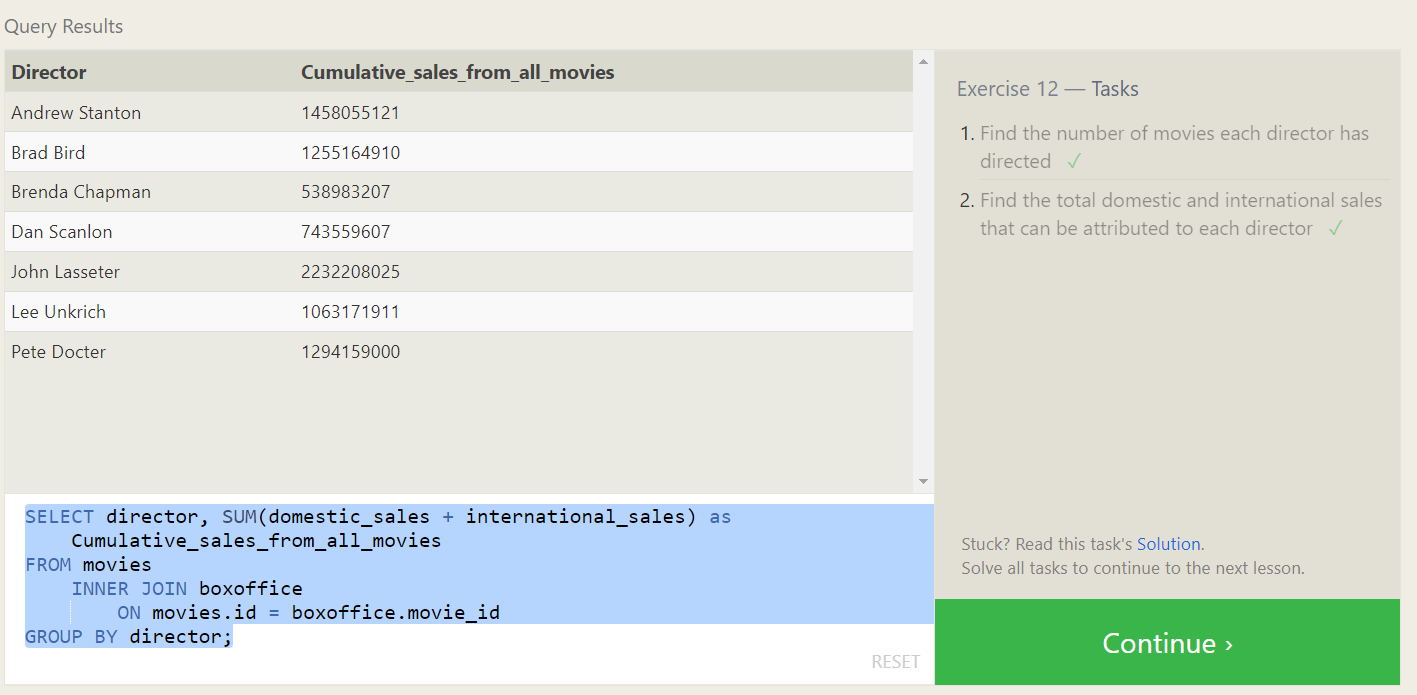 Query Results
Director Cumulative_sales_from_all_movies
Andrew Stanton 1458055121
Brad Bird 1255164910
Brenda Chapman 538983207
Dan Scanlon 743559607
John Lasseter 2232208025
Lee Unkrich 1063171911
Pete Docter 1294159000
SELECT director, SUM(domestic_sales + international_sales) as
    Cumulative_sales_from_all_movies
FROM movies
    INNER JOIN boxoffice
        ON movies.id = boxoffice.movie_id
GROUP BY director;
RESET
Exercise 12 — Tasks
1. Find the number of movies each director has
directed ✓
2. Find the total domestic and international sales
that can be attributed to each director ✓
Stuck? Read this task's Solution.
Solve all tasks to continue to the next lesson.
Continue ›